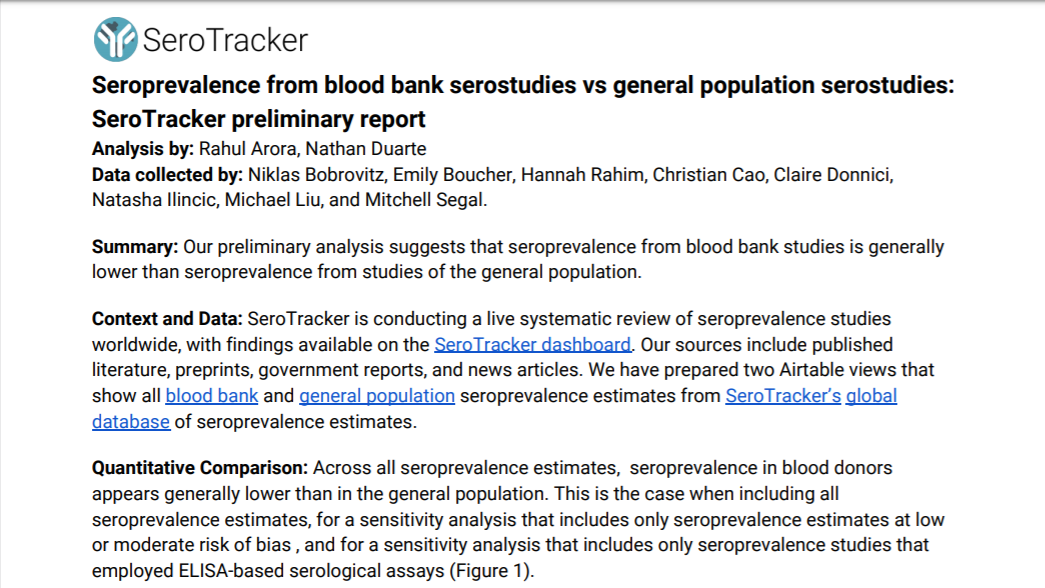 SeroTracker
Seroprevalence from blood bank serostudies vs general population serostudies:
SeroTracker preliminary report
Analysis by: Rahul Arora, Nathan Duarte
Data collected by: Niklas Bobrovitz, Emily Boucher, Hannah Rahim, Christian Cao, Claire Donnici,
Natasha Ilincic, Michael Liu, and Mitchell Segal.
Summary: Our preliminary analysis suggests that seroprevalence from blood bank studies is generally
lower than seroprevalence from studies of the general population.
Context and Data: SeroTracker is conducting a live systematic review of seroprevalence studies
worldwide, with findings available on the SeroTracker dashboard. Our sources include published
literature, preprints, government reports, and news articles. We have prepared two Airtable views that
show all blood bank and general population seroprevalence estimates from SeroTracker’s global
database of seroprevalence estimates.
Quantitative Comparison: Across all seroprevalence estimates,  seroprevalence in blood donors
appears generally lower than in the general population. This is the case when including all
seroprevalence estimates, for a sensitivity analysis that includes only seroprevalence estimates at low
or moderate risk of bias , and for a sensitivity analysis that includes only seroprevalence studies that
employed ELISA-based serological assays (Figure 1).